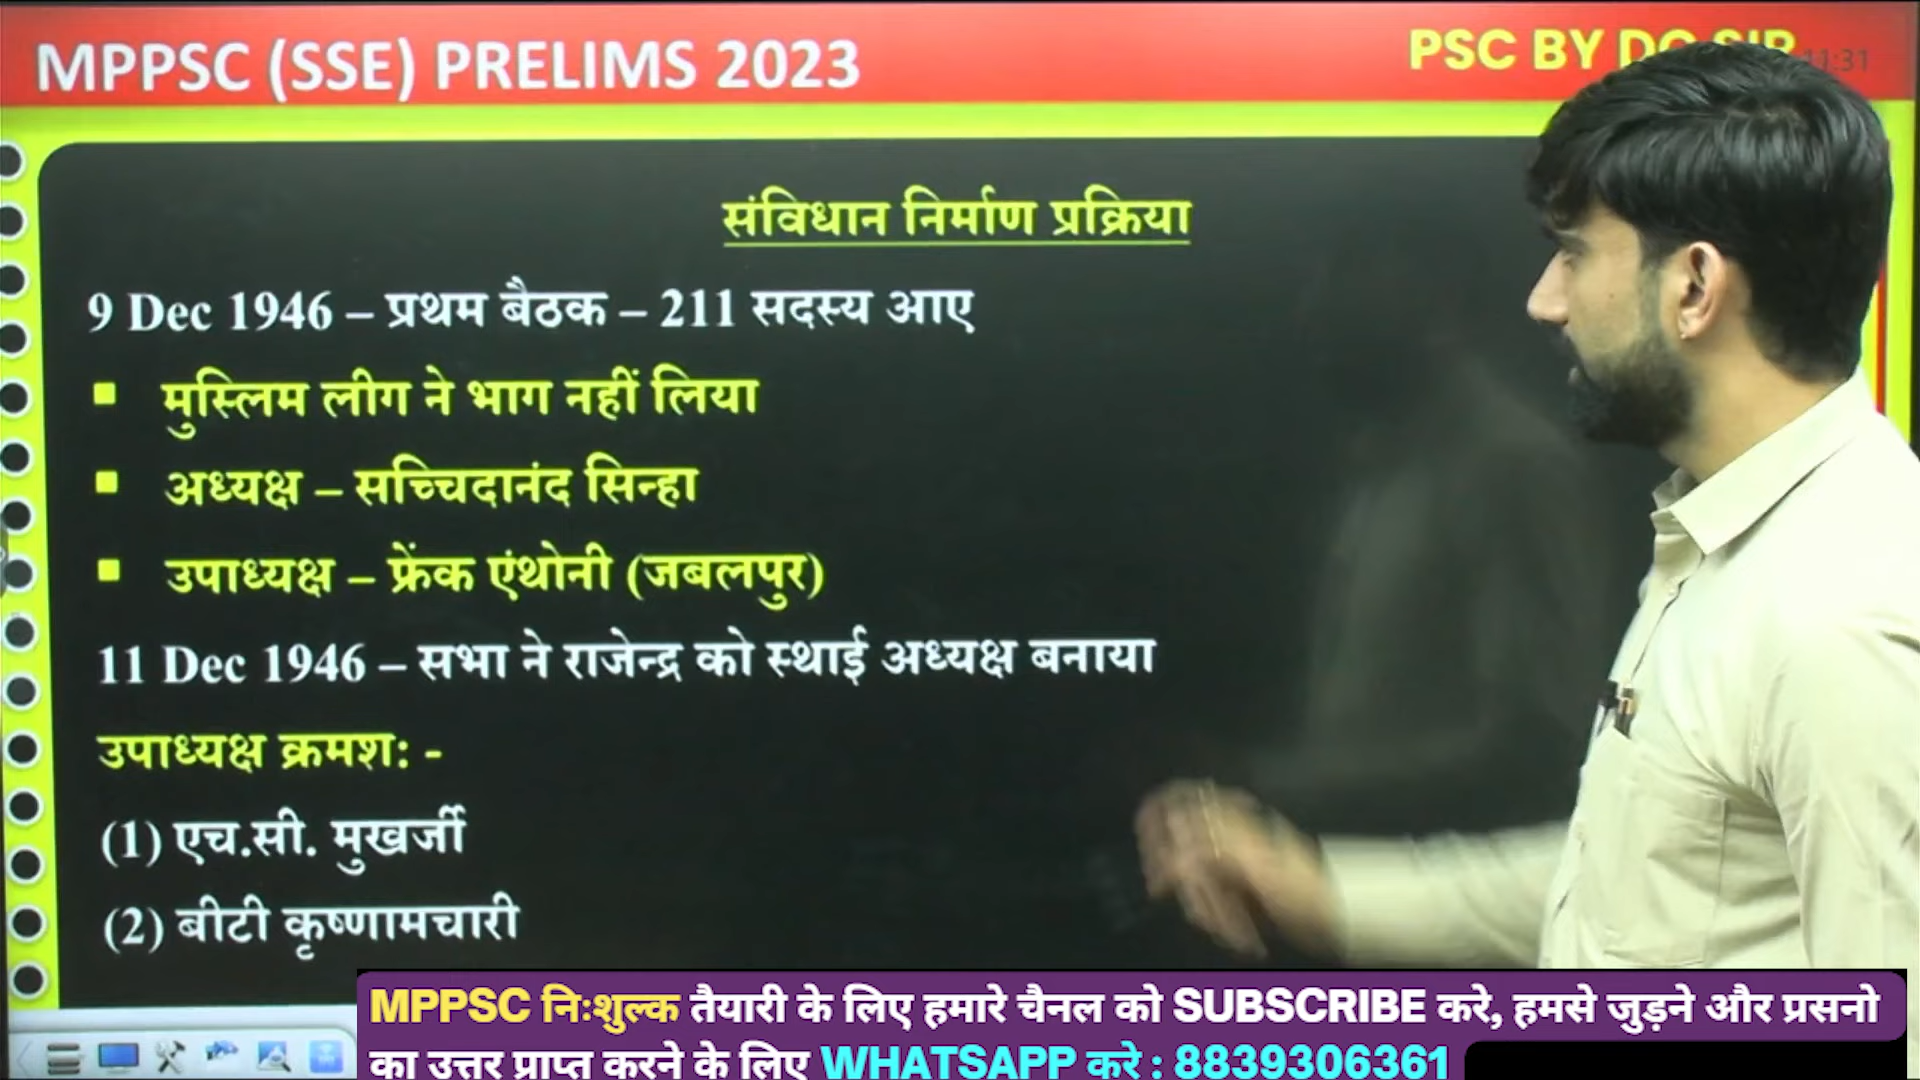 MPPSC (SSE) PRELIMS 2023
PSC BY
11:31
संविधान निर्माण प्रक्रिया
9 Dec 1946 – प्रथम बैठक – 211 सदस्य आए
▪ मुस्लिम लीग ने भाग नहीं लिया
▪ अध्यक्ष – सच्चिदानंद सिन्हा
▪ उपाध्यक्ष – फ्रेंक एंथोनी (जबलपुर)
11 Dec 1946 – सभा ने राजेन्द्र को स्थाई अध्यक्ष बनाया
उपाध्यक्ष क्रमश: -
(1) एच.सी. मुखर्जी
(2) बीटी कृष्णामचारी
MPPSC नि:शुल्क तैयारी के लिए हमारे चैनल को SUBSCRIBE करे, हमसे जुड़ने और प्रसनो
का उत्तर प्राप्त करने के लिए WHATSAPP करे : 8839306361